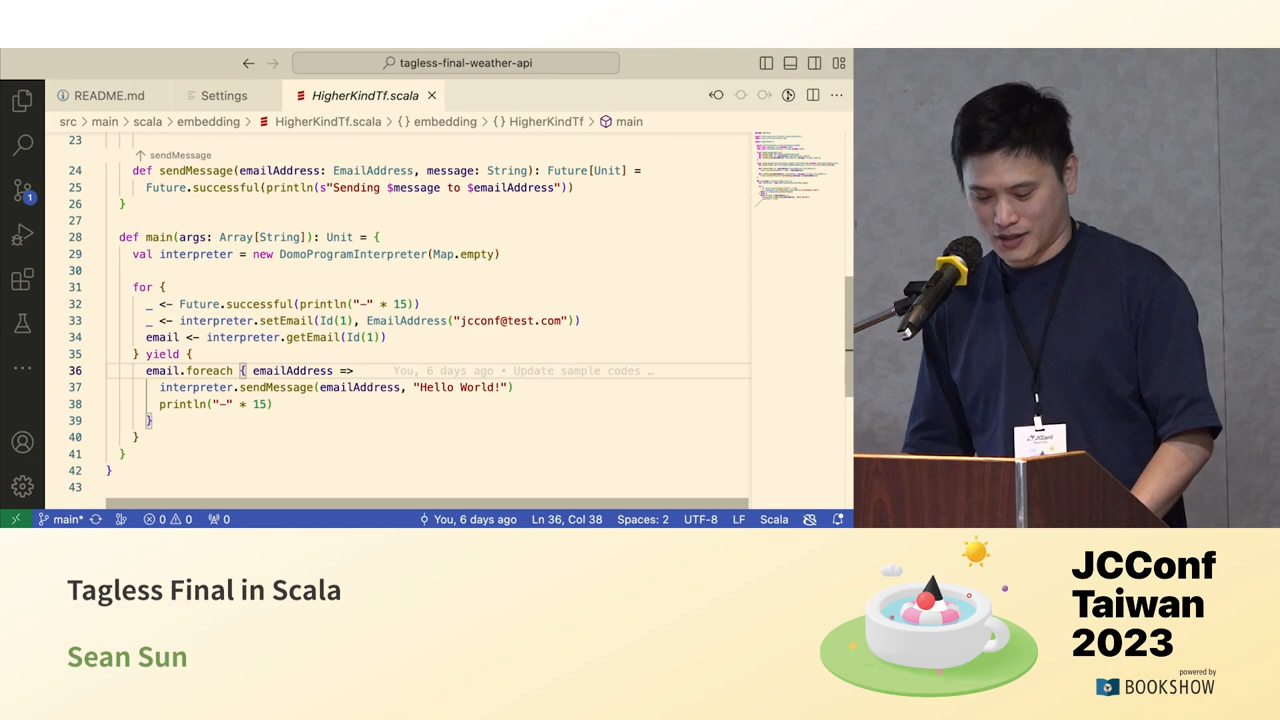 tagless-final-weather-api
README.md
Settings
HigherKindTf.scala
src > main > scala > embedding > HigherKindTf.scala > {} embedding > {} HigherKindTf > main
23
sendMessage
24 def sendMessage(emailAddress: EmailAddress, message: String): Future[Unit] =
25 Future.successful(println(s"Sending $message to $emailAddress"))
26 }
27
28 def main(args: Array[String]): Unit = {
29 val interpreter = new DomoProgramInterpreter(Map.empty)
30
31 for {
32 _ <- Future.successful(println("-" * 15))
33 _ <- interpreter.setEmail(Id(1), EmailAddress("jcconf@test.com"))
34 email <- interpreter.getEmail(Id(1))
35 } yield {
36 email.foreach { emailAddress => You, 6 days ago • Update sample codes …
37 interpreter.sendMessage(emailAddress, "Hello World!")
38 println("-" * 15)
39 }
40 }
41 }
42 }
43
1
main* 0 0 0 You, 6 days ago Ln 36, Col 38 Spaces: 2 UTF-8 LF Scala
JCConf
Tagless Final in Scala
Sean Sun
JCConf
Taiwan
2023
powered by
BOOKSHOW